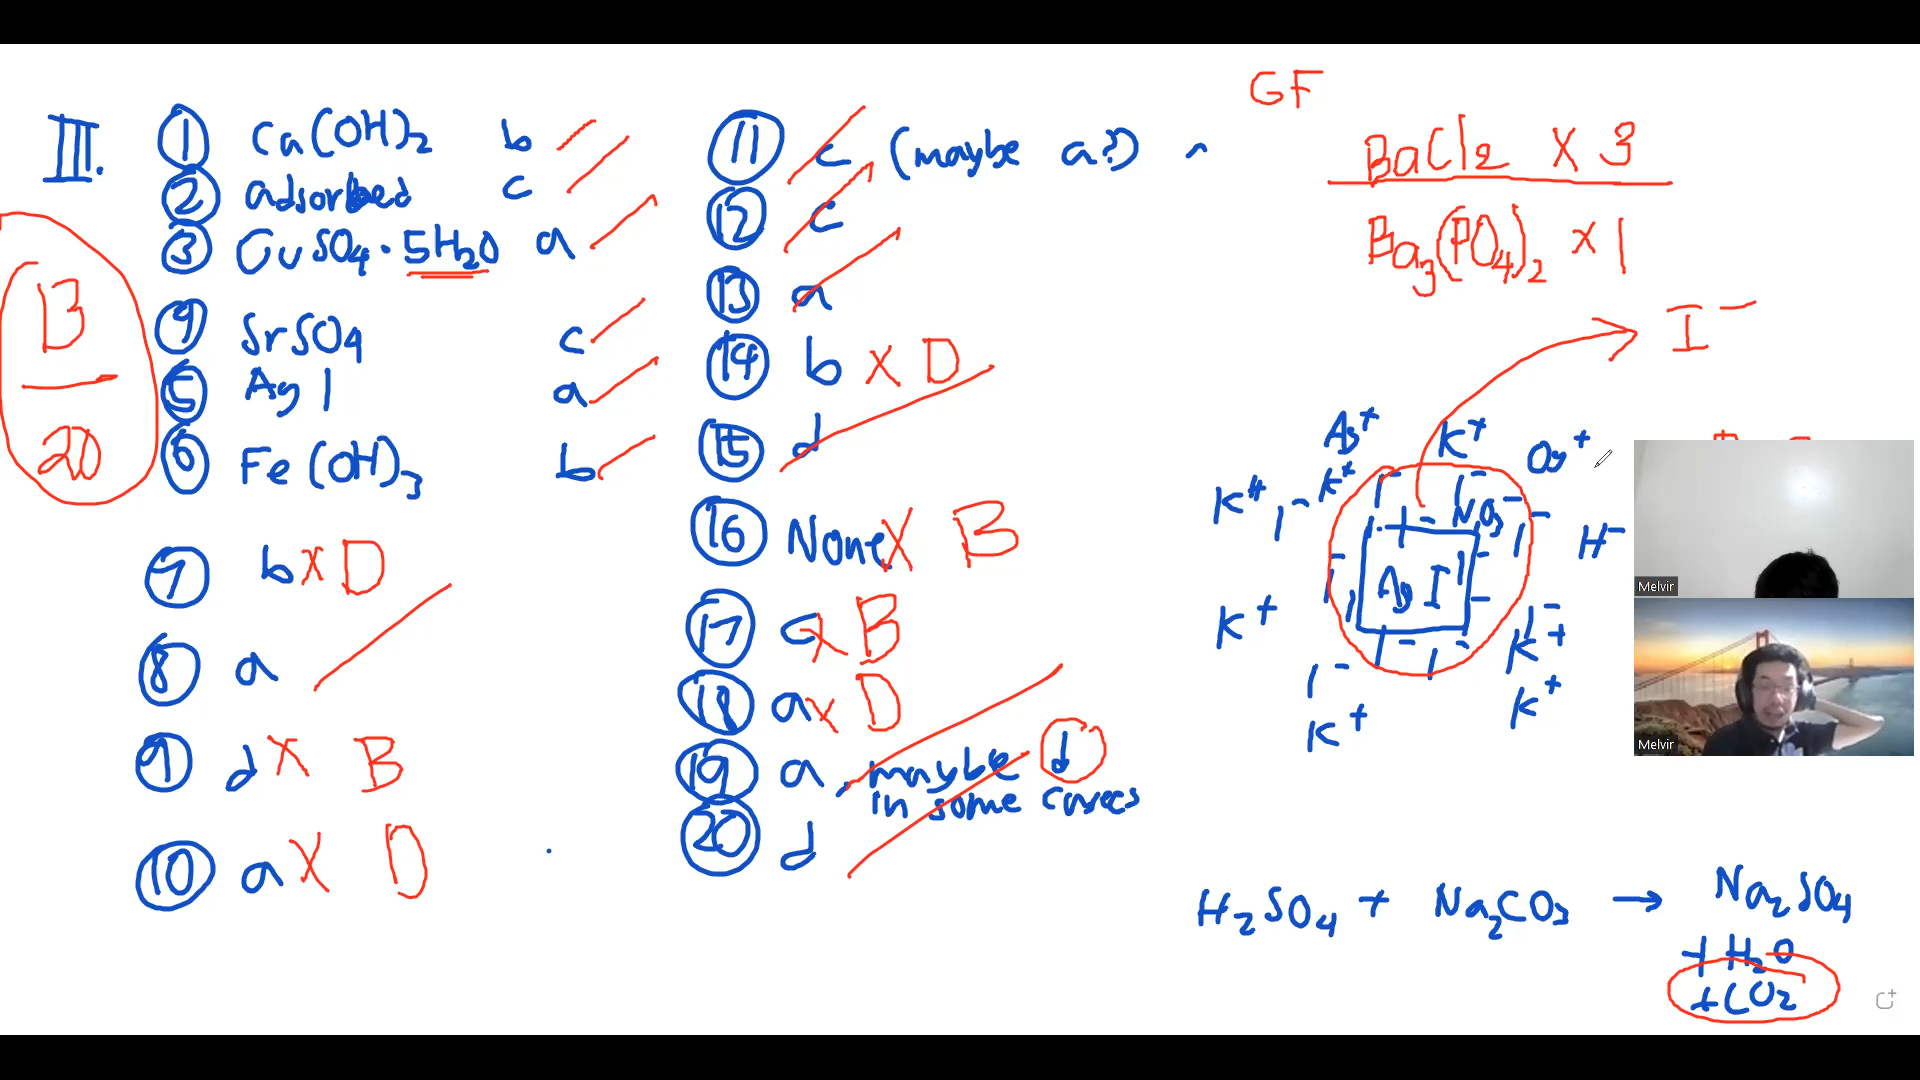 III.
① Ca(OH)₂ b
② adsorbed c
③ CuSO₄ · 5H₂O a
④ SrSO₄ c
⑤ AgI a
⑥ Fe(OH)₃ b
⑦ b X D
⑧ a
⑨ d X B
⑩ a X D
13
20
⑪ c (maybe a?)
⑫ c
⑬ a
⑭ b X D
⑮ d
⑯ None X B
⑰ c X B
⑱ a X D
⑲ a, maybe d
in some cases
⑳ d
GF
BaCl₂ X 3
Ba₃(PO₄)₂ X 1
I⁻
Ag⁺ K⁺
K⁺ I⁻ K⁺ I⁻ I⁻
NO₃
I⁻ H⁻
AgI
K⁺ I⁻
I⁻ I⁻ K⁺
I⁻ K⁺
K⁺
H₂SO₄ + Na₂CO₃ → Na₂SO₄
+ H₂O
+ CO₂
Melvir
Melvir